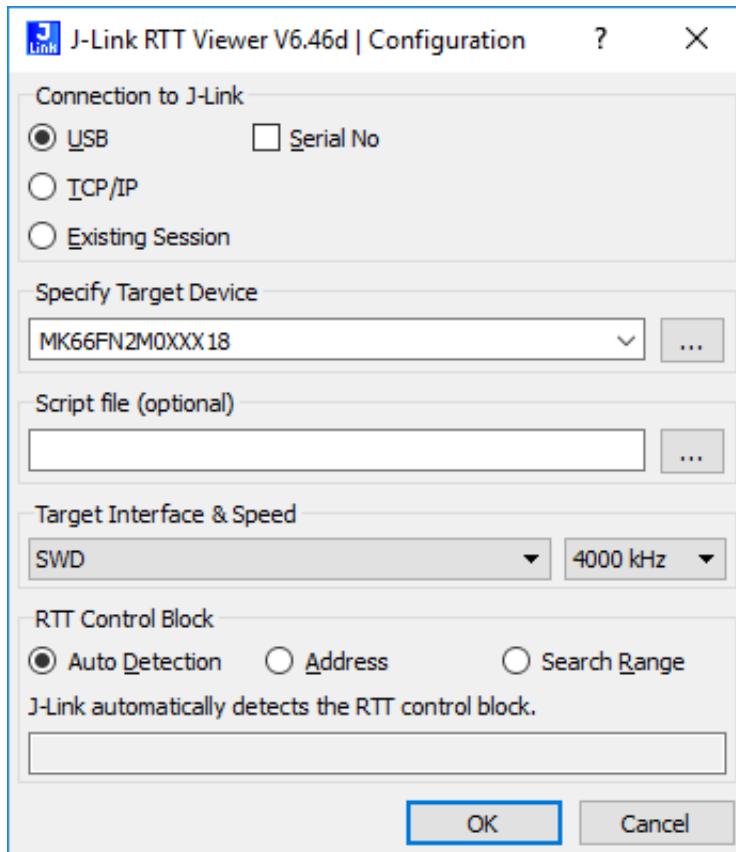 J Link J-Link RTT Viewer V6.46d | Configuration ? X
Connection to J-Link
USB Serial No
TCP/IP
Existing Session
Specify Target Device
MK66FN2M0XXX18 ...
Script file (optional)
...
Target Interface & Speed
SWD 4000 kHz
RTT Control Block
Auto Detection Address Search Range
J-Link automatically detects the RTT control block.
OK Cancel